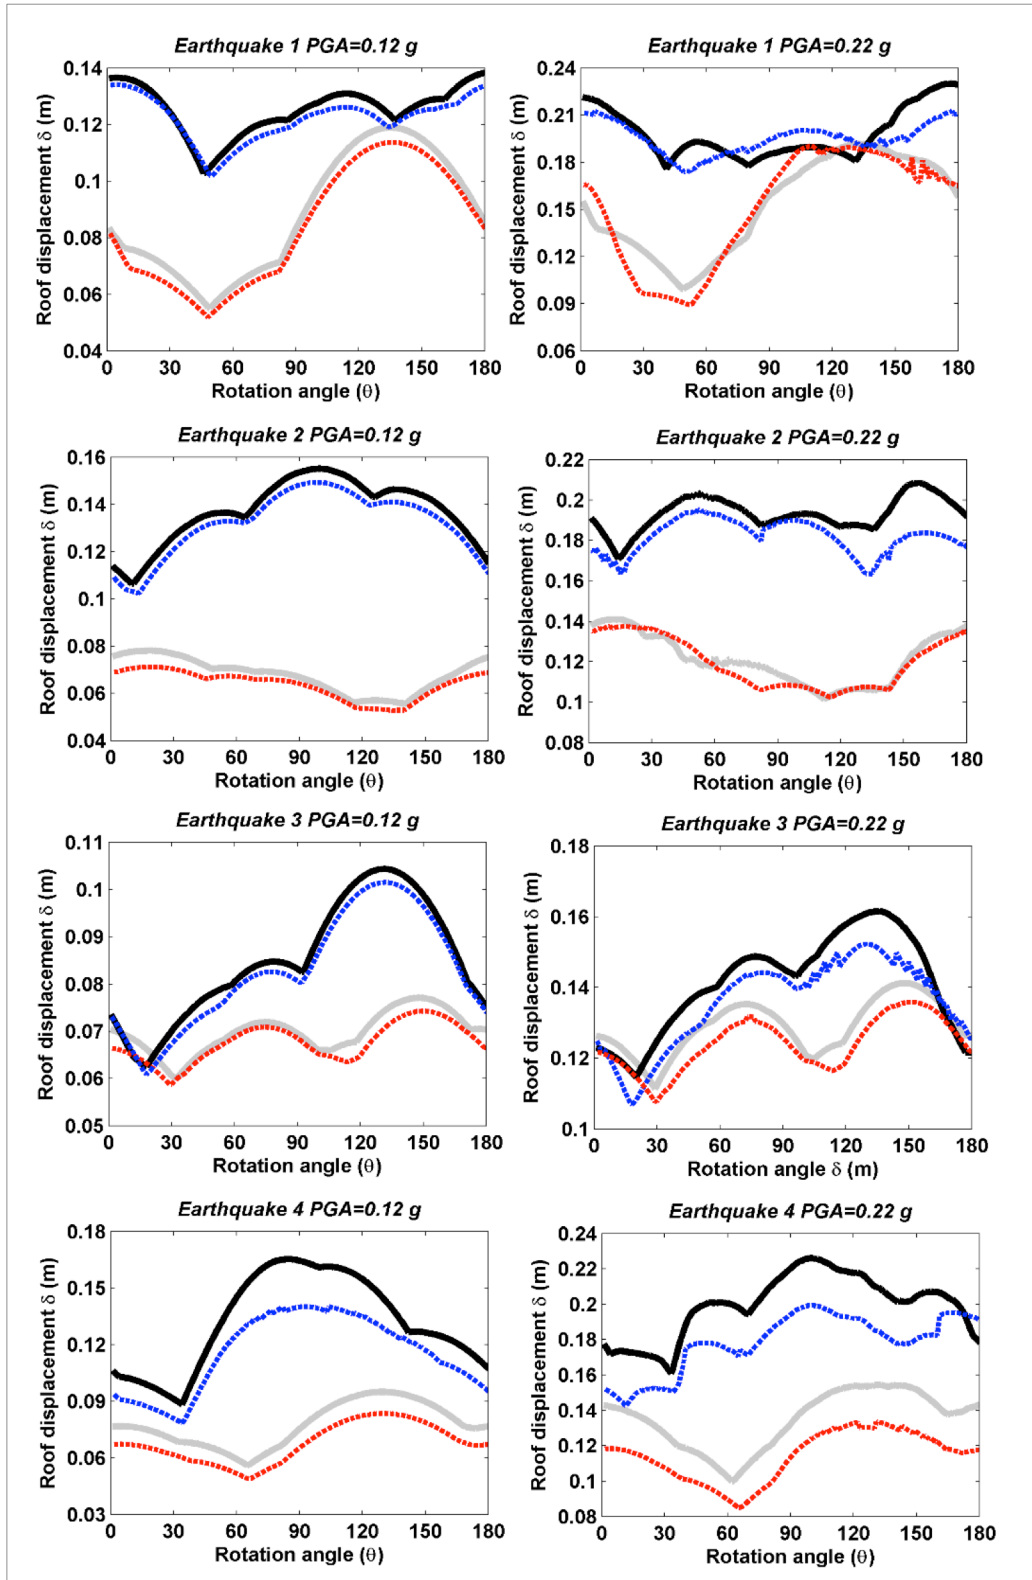 Earthquake 1 PGA=0.12 g
Roof displacement δ (m)
0.14
0.12
0.1
0.08
0.06
0.04
0 30 60 90 120 150 180
Rotation angle (θ)
Earthquake 1 PGA=0.22 g
Roof displacement δ (m)
0.24
0.21
0.18
0.15
0.12
0.09
0.06
0 30 60 90 120 150 180
Rotation angle (θ)
Earthquake 2 PGA=0.12 g
Roof displacement δ (m)
0.16
0.14
0.12
0.1
0.08
0.06
0.04
0 30 60 90 120 150 180
Rotation angle (θ)
Earthquake 2 PGA=0.22 g
Roof displacement δ (m)
0.22
0.2
0.18
0.16
0.14
0.12
0.1
0.08
0 30 60 90 120 150 180
Rotation angle (θ)
Earthquake 3 PGA=0.12 g
Roof displacement δ (m)
0.11
0.1
0.09
0.08
0.07
0.06
0.05
0 30 60 90 120 150 180
Rotation angle (θ)
Earthquake 3 PGA=0.22 g
Roof displacement δ (m)
0.18
0.16
0.14
0.12
0.1
0 30 60 90 120 150 180
Rotation angle δ (m)
Earthquake 4 PGA=0.12 g
Roof displacement δ (m)
0.18
0.15
0.12
0.09
0.06
0.03
0 30 60 90 120 150 180
Rotation angle (θ)
Earthquake 4 PGA=0.22 g
Roof displacement δ (m)
0.24
0.22
0.2
0.18
0.16
0.14
0.12
0.1
0.08
0 30 60 90 120 150 180
Rotation angle (θ)